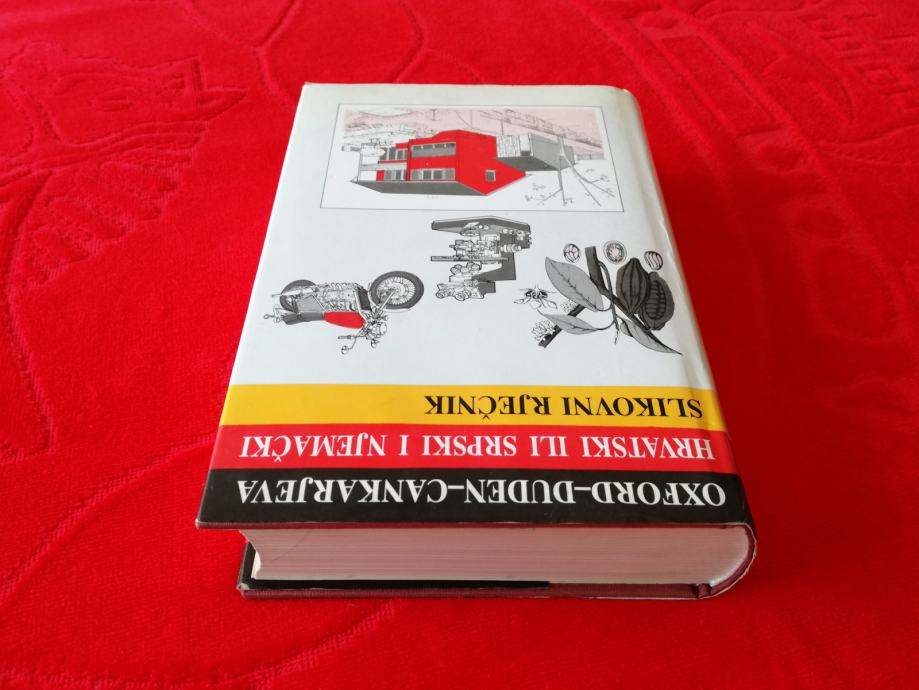 OXFORD–DUDEN–CANKARJEVA
HRVATSKI ILI SRPSKI I NJEMAČKI
SLIKOVNI RJEČNIK